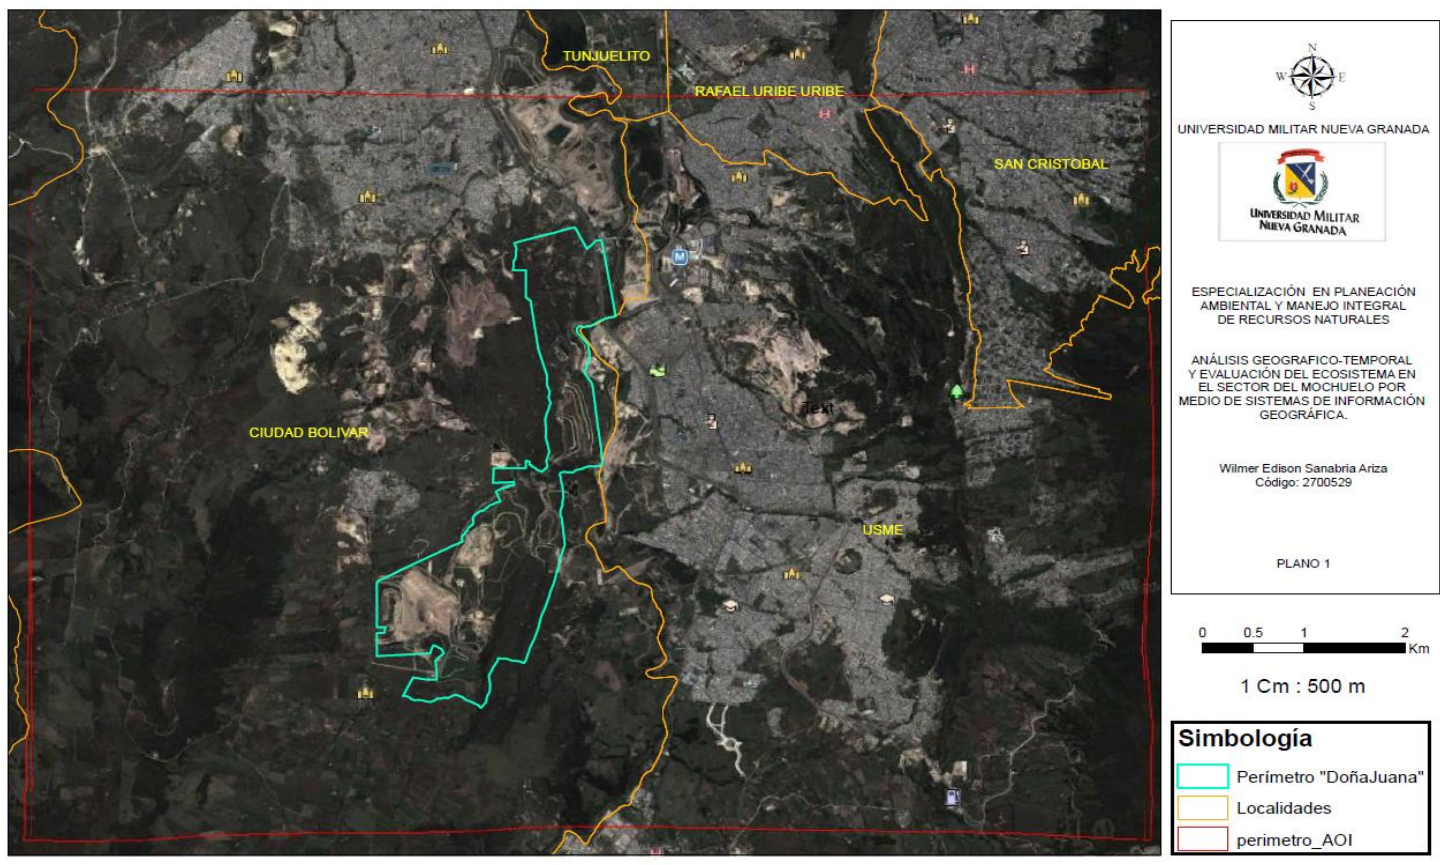 TUNJUELITO
RAFAEL URIBE URIBE
SAN CRISTOBAL
CIUDAD BOLIVAR
USME
Text
M
H
H
N
W
E
S
UNIVERSIDAD MILITAR NUEVA GRANADA
UNIVERSIDAD MILITAR
NUEVA GRANADA
ESPECIALIZACIÓN EN PLANEACIÓN
AMBIENTAL Y MANEJO INTEGRAL
DE RECURSOS NATURALES
ANÁLISIS GEOGRAFICO-TEMPORAL
Y EVALUACIÓN DEL ECOSISTEMA EN
EL SECTOR DEL MOCHUELO POR
MEDIO DE SISTEMAS DE INFORMACIÓN
GEOGRÁFICA.
Wilmer Edison Sanabria Ariza
Código: 2700529
PLANO 1
0 0.5 1 2
Km
1 Cm : 500 m
Simbología
Perímetro "DoñaJuana"
Localidades
perimetro_AOI